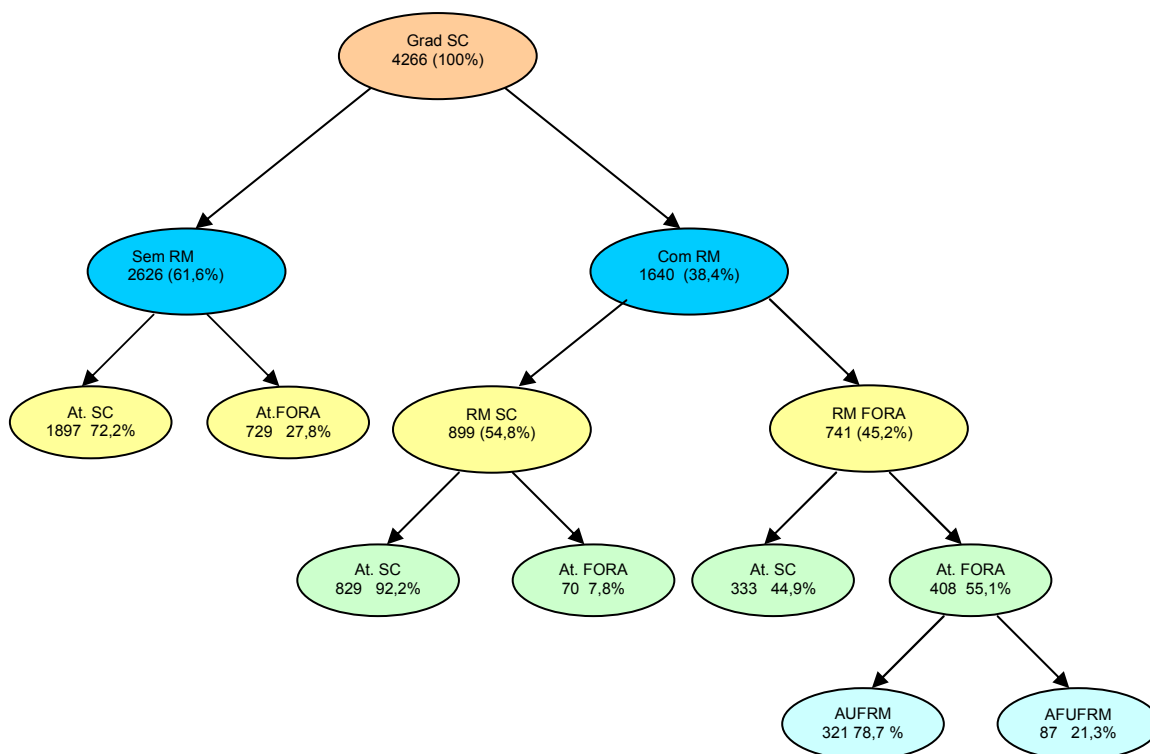 Grad SC
4266 (100%)
Sem RM
2626 (61,6%)
Com RM
1640 (38,4%)
At. SC
1897 72,2%
At.FORA
729 27,8%
RM SC
899 (54,8%)
RM FORA
741 (45,2%)
At. SC
829 92,2%
At. FORA
70 7,8%
At. SC
333 44,9%
At. FORA
408 55,1%
AUFRM
321 78,7 %
AFUFRM
87 21,3%